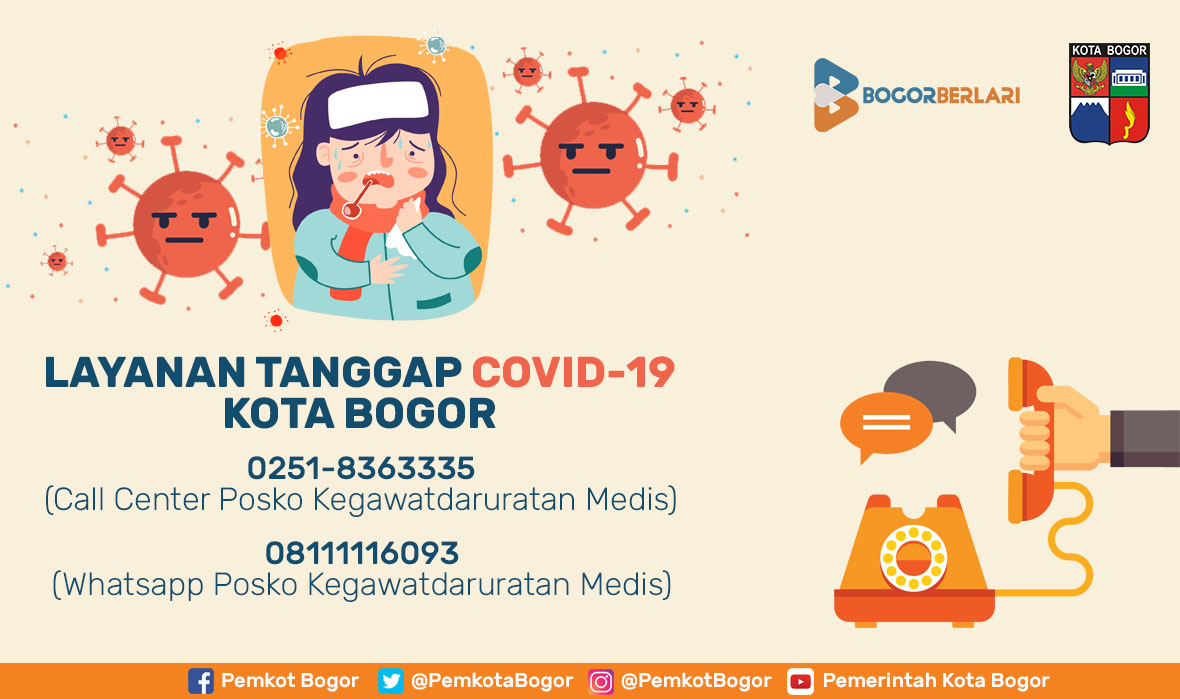 BOGORBERLARI
KOTA BOGOR
LAYANAN TANGGAP COVID-19
KOTA BOGOR
0251-8363335
(Call Center Posko Kegawatdaruratan Medis)
08111116093
(Whatsapp Posko Kegawatdaruratan Medis)
Pemkot Bogor @PemkotaBogor @PemkotBogor Pemerintah Kota Bogor